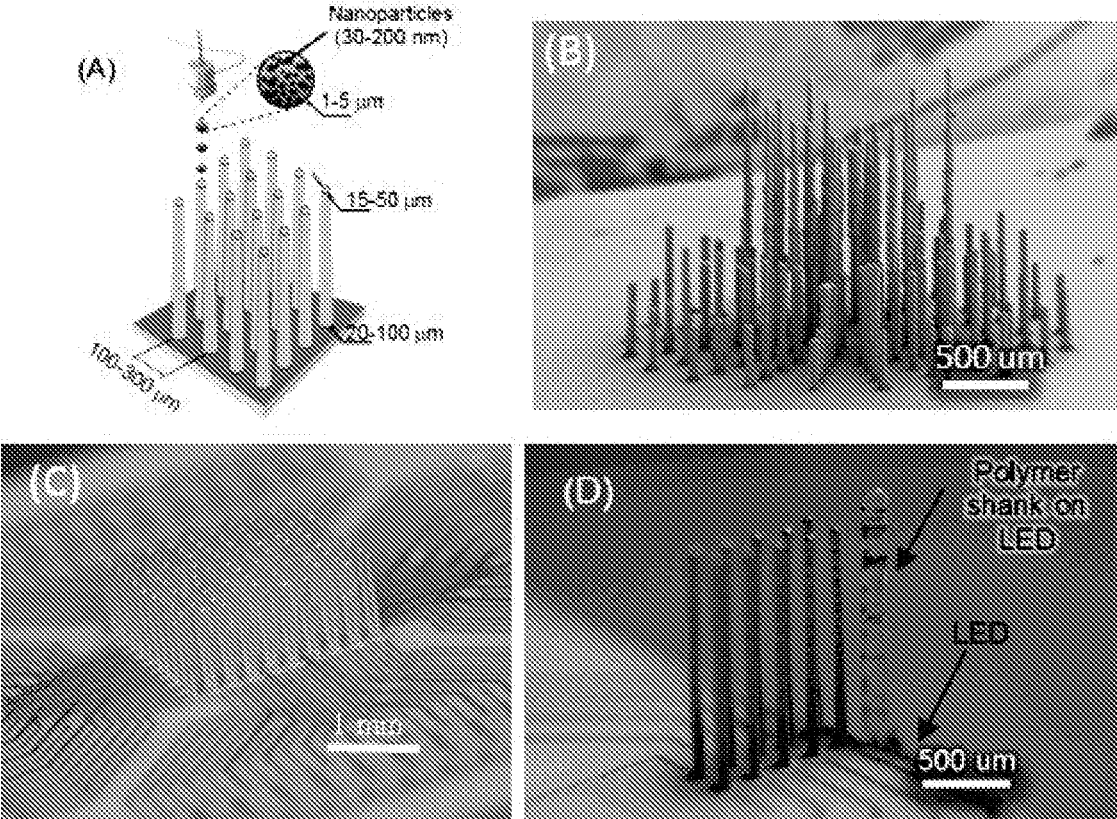 Nanoparticles
(30-200 nm)
(A)
1-5 μm
15-50 μm
20-100 μm
100-300 μm
(B)
500 um
(C)
1 mm
(D)
Polymer
shank on
LED
LED
500 um